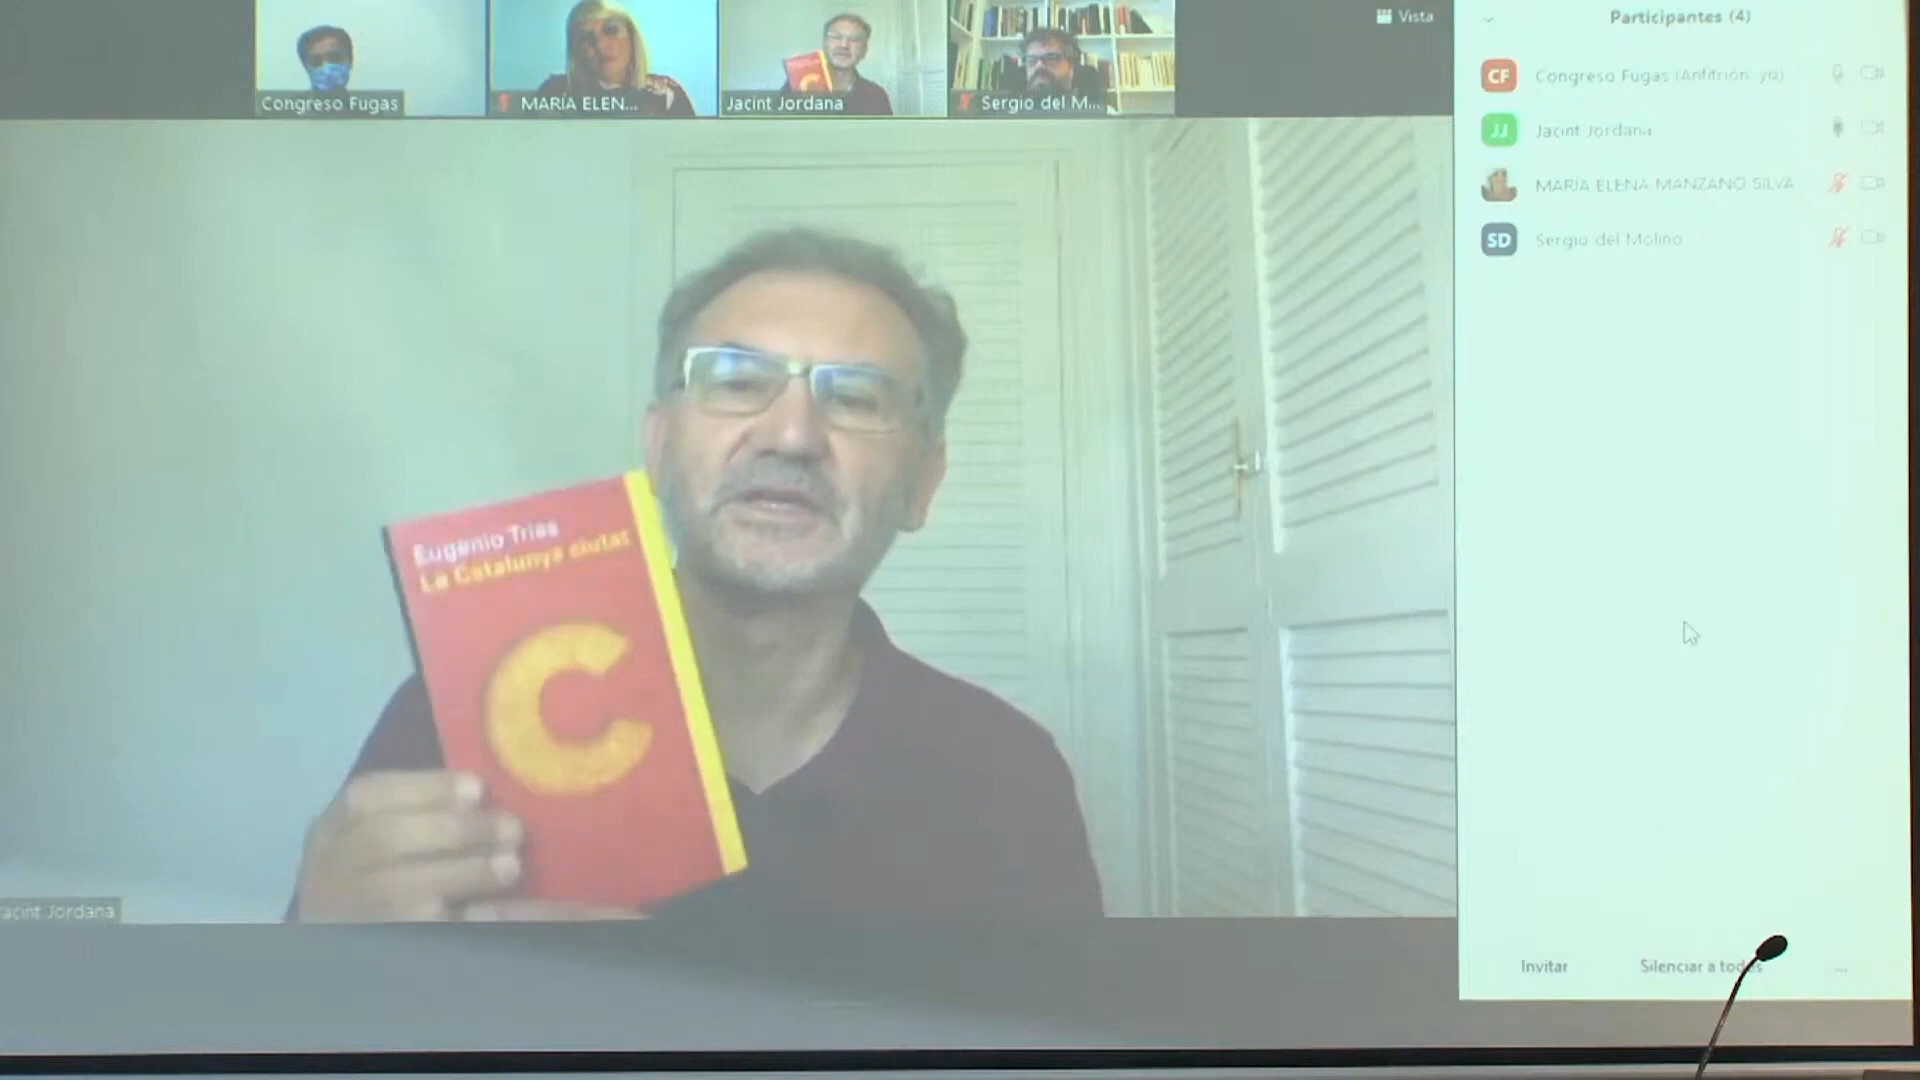 Congreso Fugas
MARÍA ELEN...
Jacint Jordana
Sergio del M...
Vista
Participantes (4)
CF Congreso Fugas (Anfitrión, yo)
JJ Jacint Jordana
MARIA ELENA MANZANO SILVA
SD Sergio del Molino
Eugenio Trias
La Catalunya ciutat
C
Jacint Jordana
Invitar
Silenciar a todos
...